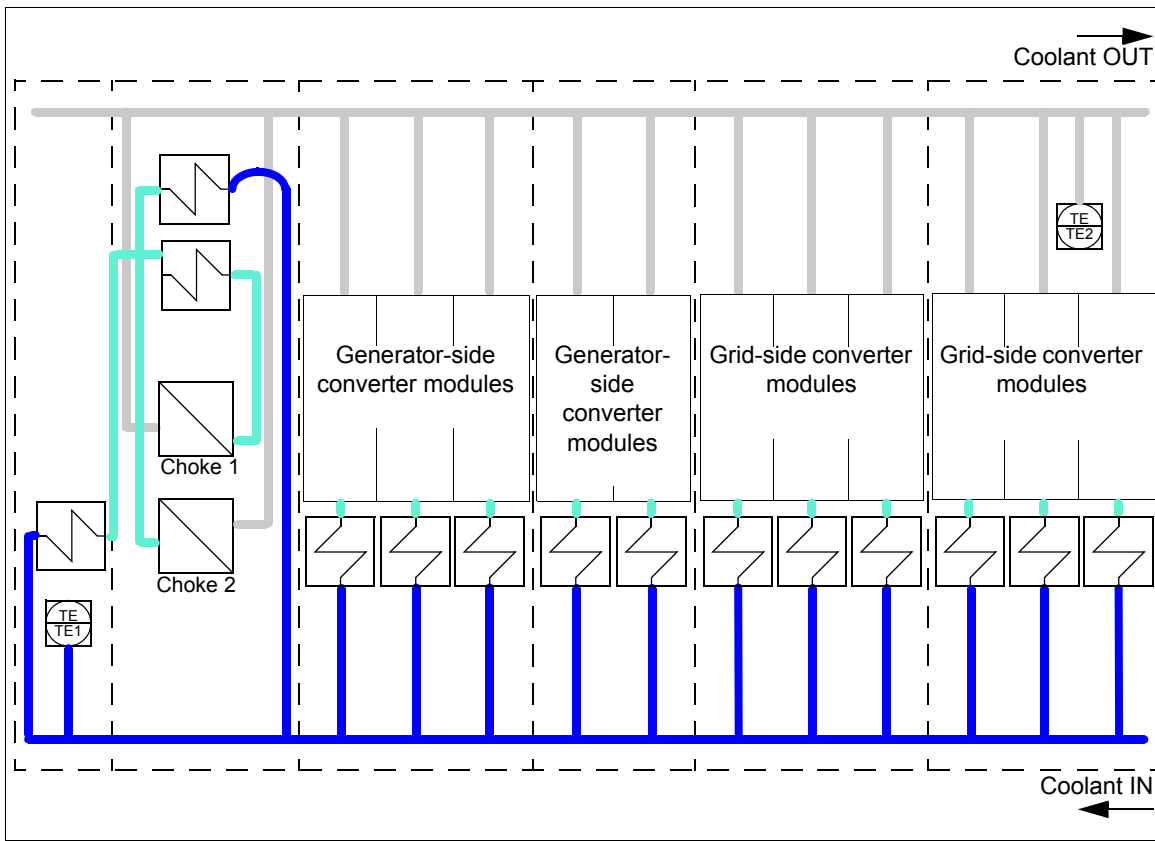 Coolant OUT
TE
TE2
Generator-side
converter modules
Generator-
side
converter
modules
Grid-side converter
modules
Grid-side converter
modules
Choke 1
Choke 2
TE
TE1
Coolant IN